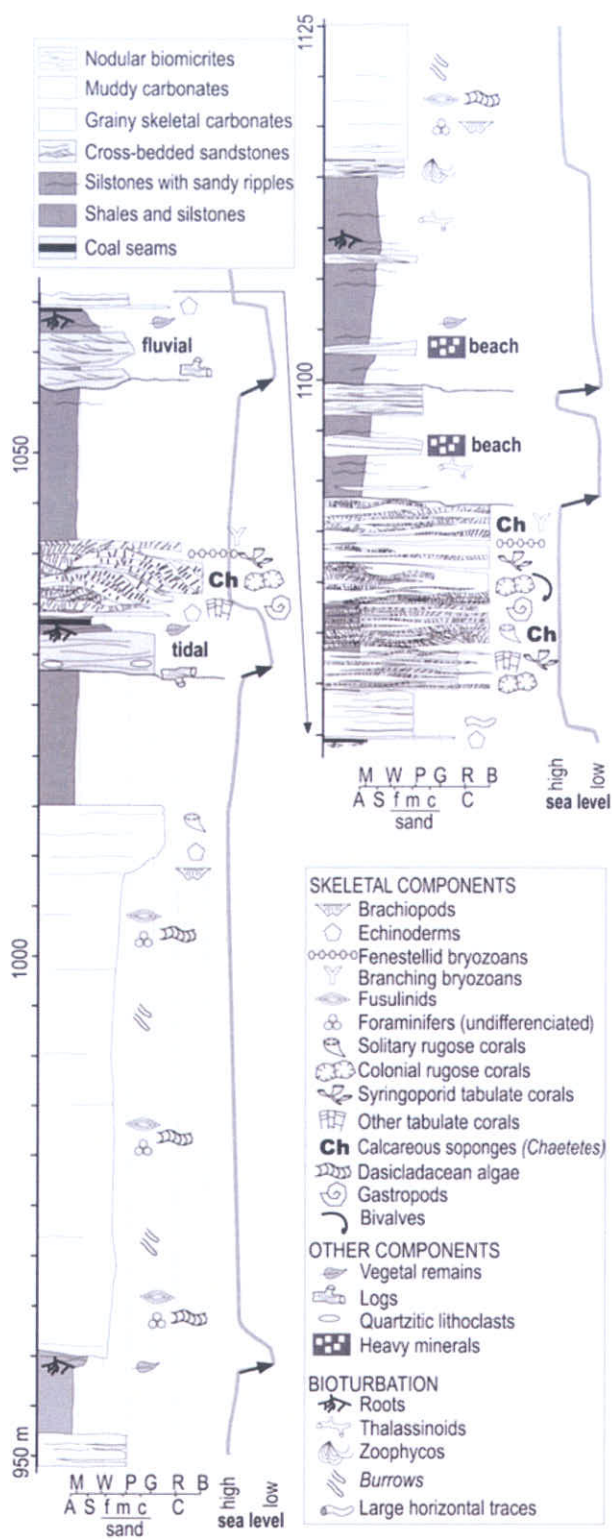 Nodular biomicrites
Muddy carbonates
Grainy skeletal carbonates
Cross-bedded sandstones
Silstones with sandy ripples
Shales and silstones
Coal seams
fluvial
1050
Ch
tidal
1000
950 m
M W P G R B
A S f m c C
sand
high
low
sea level
1125
beach
1100
beach
Ch
Ch
M W P G R B
A S f m c C
sand
high
low
sea level
SKELETAL COMPONENTS
Brachiopods
Echinoderms
Fenestellid bryozoans
Branching bryozoans
Fusulinids
Foraminifers (undifferenciated)
Solitary rugose corals
Colonial rugose corals
Syringoporid tabulate corals
Other tabulate corals
Ch Calcareous soponges (Chaetetes)
Dasicladacean algae
Gastropods
Bivalves
OTHER COMPONENTS
Vegetal remains
Logs
Quartzitic lithoclasts
Heavy minerals
BIOTURBATION
Roots
Thalassinoids
Zoophycos
Burrows
Large horizontal traces